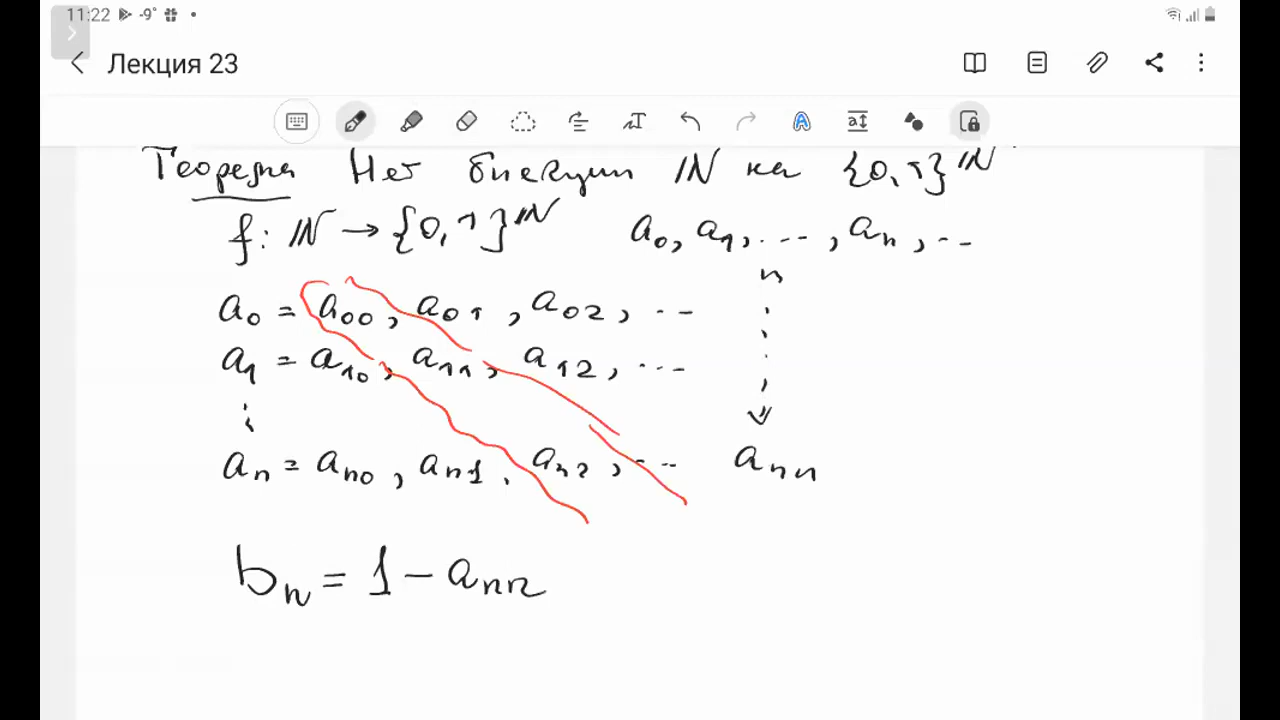 11:22 -9°
Лекция 23
Теорема Нет биекции ℕ на {0,1}^ℕ
f: ℕ → {0,1}^ℕ a₀, a₁, ..., aₙ, ...
n
a₀ = a₀₀, a₀₁, a₀₂, ...
a₁ = a₁₀, a₁₁, a₁₂, ...
⋮
aₙ = aₙ₀, aₙ₁, aₙ₂, ... aₙₙ
bₙ = 1 - aₙₙ